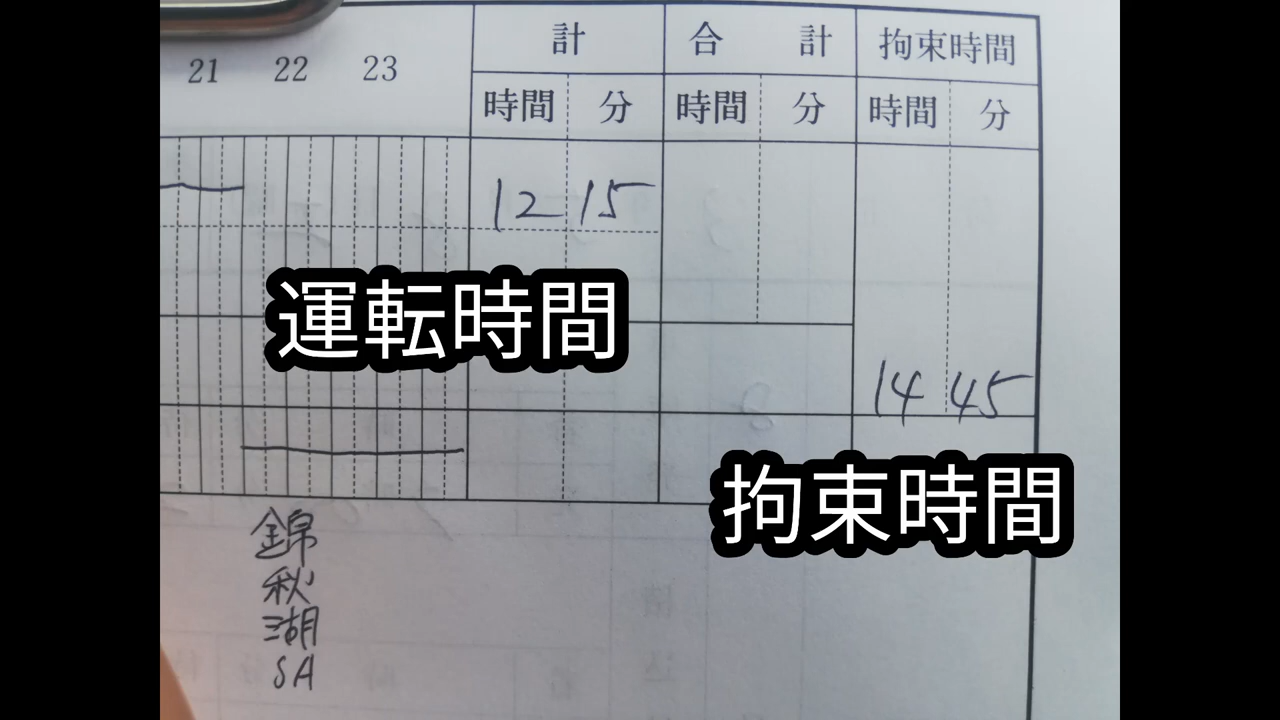 計 合 計 拘束時間
21 22 23
時間 分 時間 分 時間 分
12 15
運転時間
14 45
拘束時間
錦
秋
湖
SA